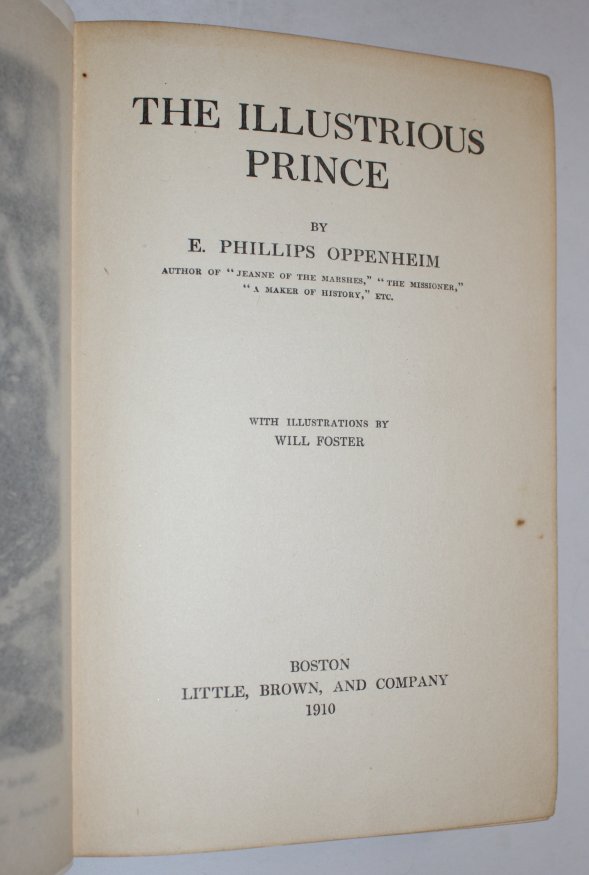 THE ILLUSTRIOUS
PRINCE
BY
E. PHILLIPS OPPENHEIM
AUTHOR OF "JEANNE OF THE MARSHES," "THE MISSIONER,"
"A MAKER OF HISTORY," ETC.
WITH ILLUSTRATIONS BY
WILL FOSTER
BOSTON
LITTLE, BROWN, AND COMPANY
1910